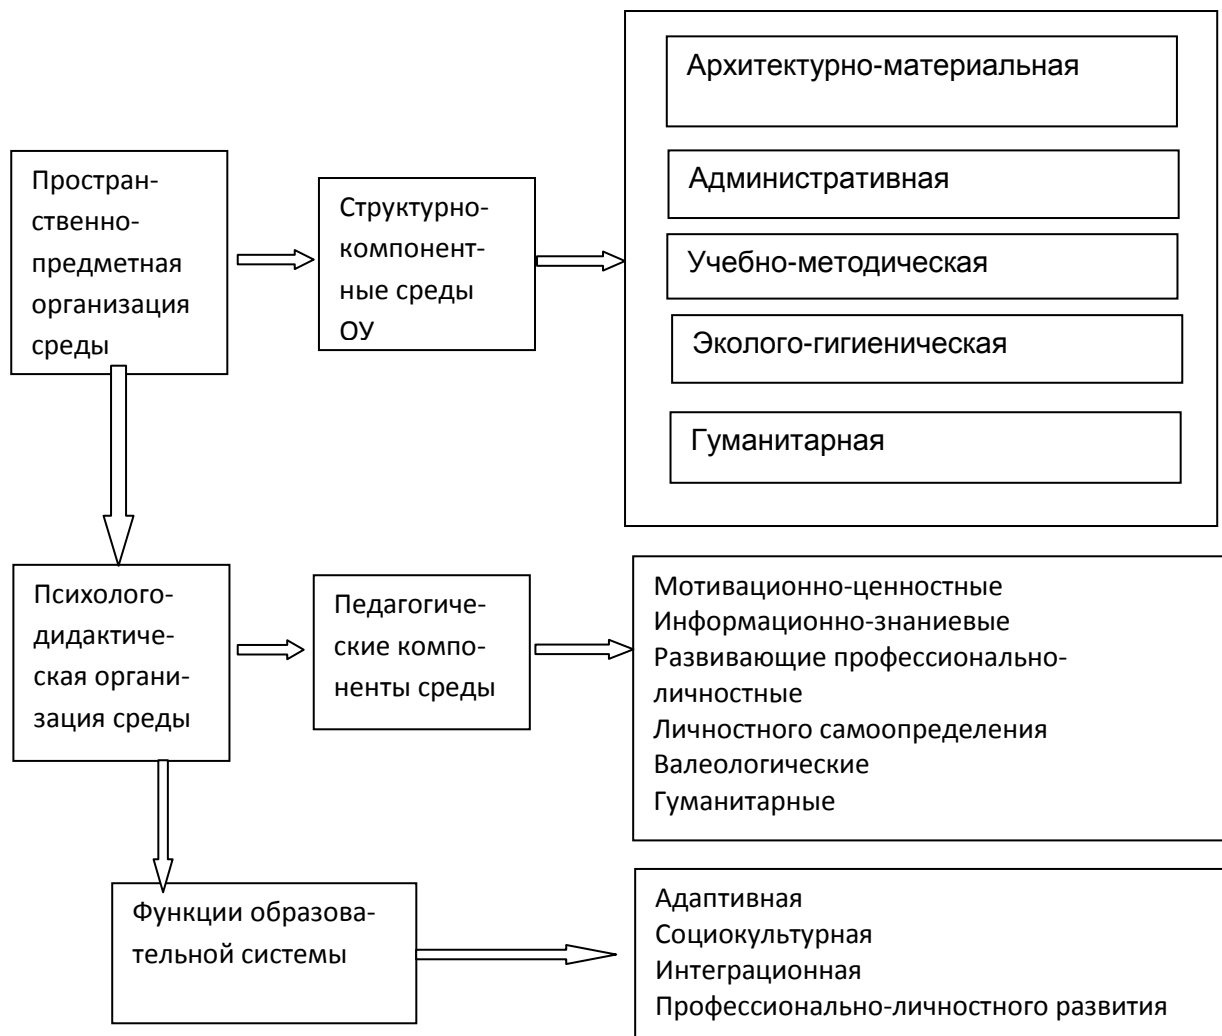 Простран-
ственно-
предметная
организация
среды
Структурно-
компонент-
ные среды
ОУ
Архитектурно-материальная
Административная
Учебно-методическая
Эколого-гигиеническая
Гуманитарная
Психолого-
дидактиче-
ская органи-
зация среды
Педагогиче-
ские компо-
ненты среды
Мотивационно-ценностные
Информационно-знаниевые
Развивающие профессионально-
личностные
Личностного самоопределения
Валеологические
Гуманитарные
Функции образова-
тельной системы
Адаптивная
Социокультурная
Интеграционная
Профессионально-личностного развития